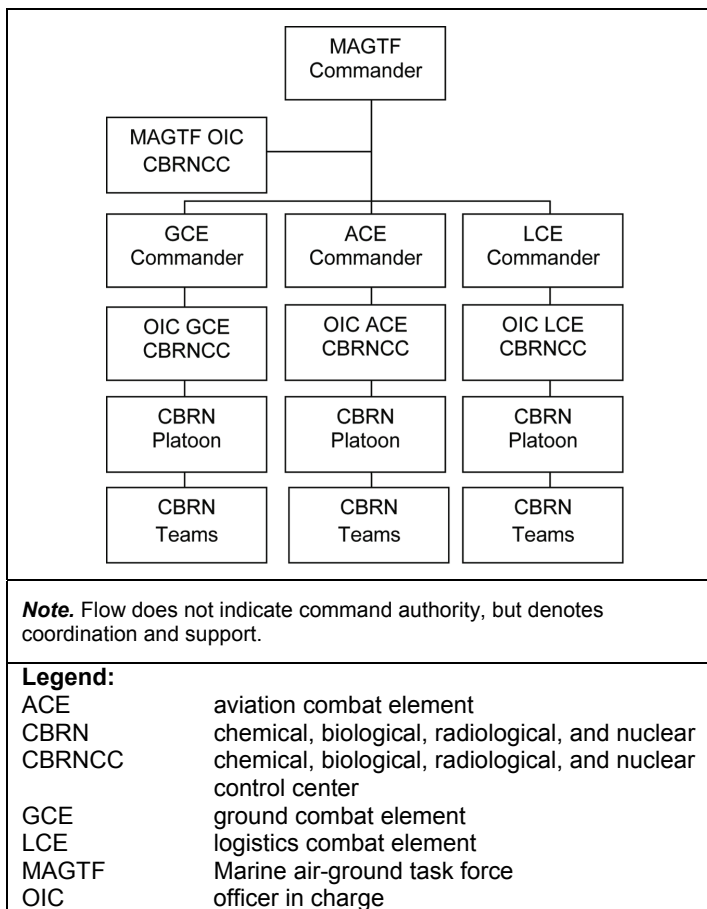 MAGTF
Commander
MAGTF OIC
CBRNCC
GCE
Commander
ACE
Commander
LCE
Commander
OIC GCE
CBRNCC
OIC ACE
CBRNCC
OIC LCE
CBRNCC
CBRN
Platoon
CBRN
Platoon
CBRN
Platoon
CBRN
Teams
CBRN
Teams
CBRN
Teams
Note. Flow does not indicate command authority, but denotes
coordination and support.
Legend:
ACE aviation combat element
CBRN chemical, biological, radiological, and nuclear
CBRNCC chemical, biological, radiological, and nuclear
control center
GCE ground combat element
LCE logistics combat element
MAGTF Marine air-ground task force
OIC officer in charge